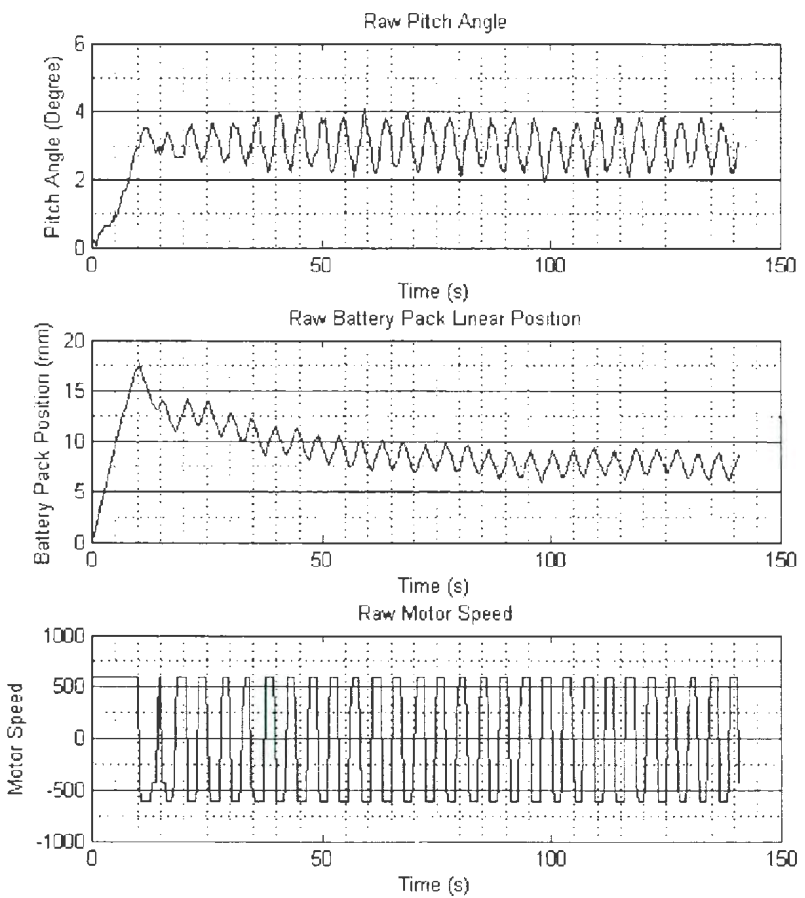 Raw Pitch Angle
Pitch Angle (Degree)
6
4
2
0
0
50
100
150
Time (s)
Raw Battery Pack Linear Position
Battery Pack Position (mm)
20
15
10
5
0
0
50
100
150
Time (s)
Raw Motor Speed
Motor Speed
1000
500
0
-500
-1000
0
50
100
150
Time (s)